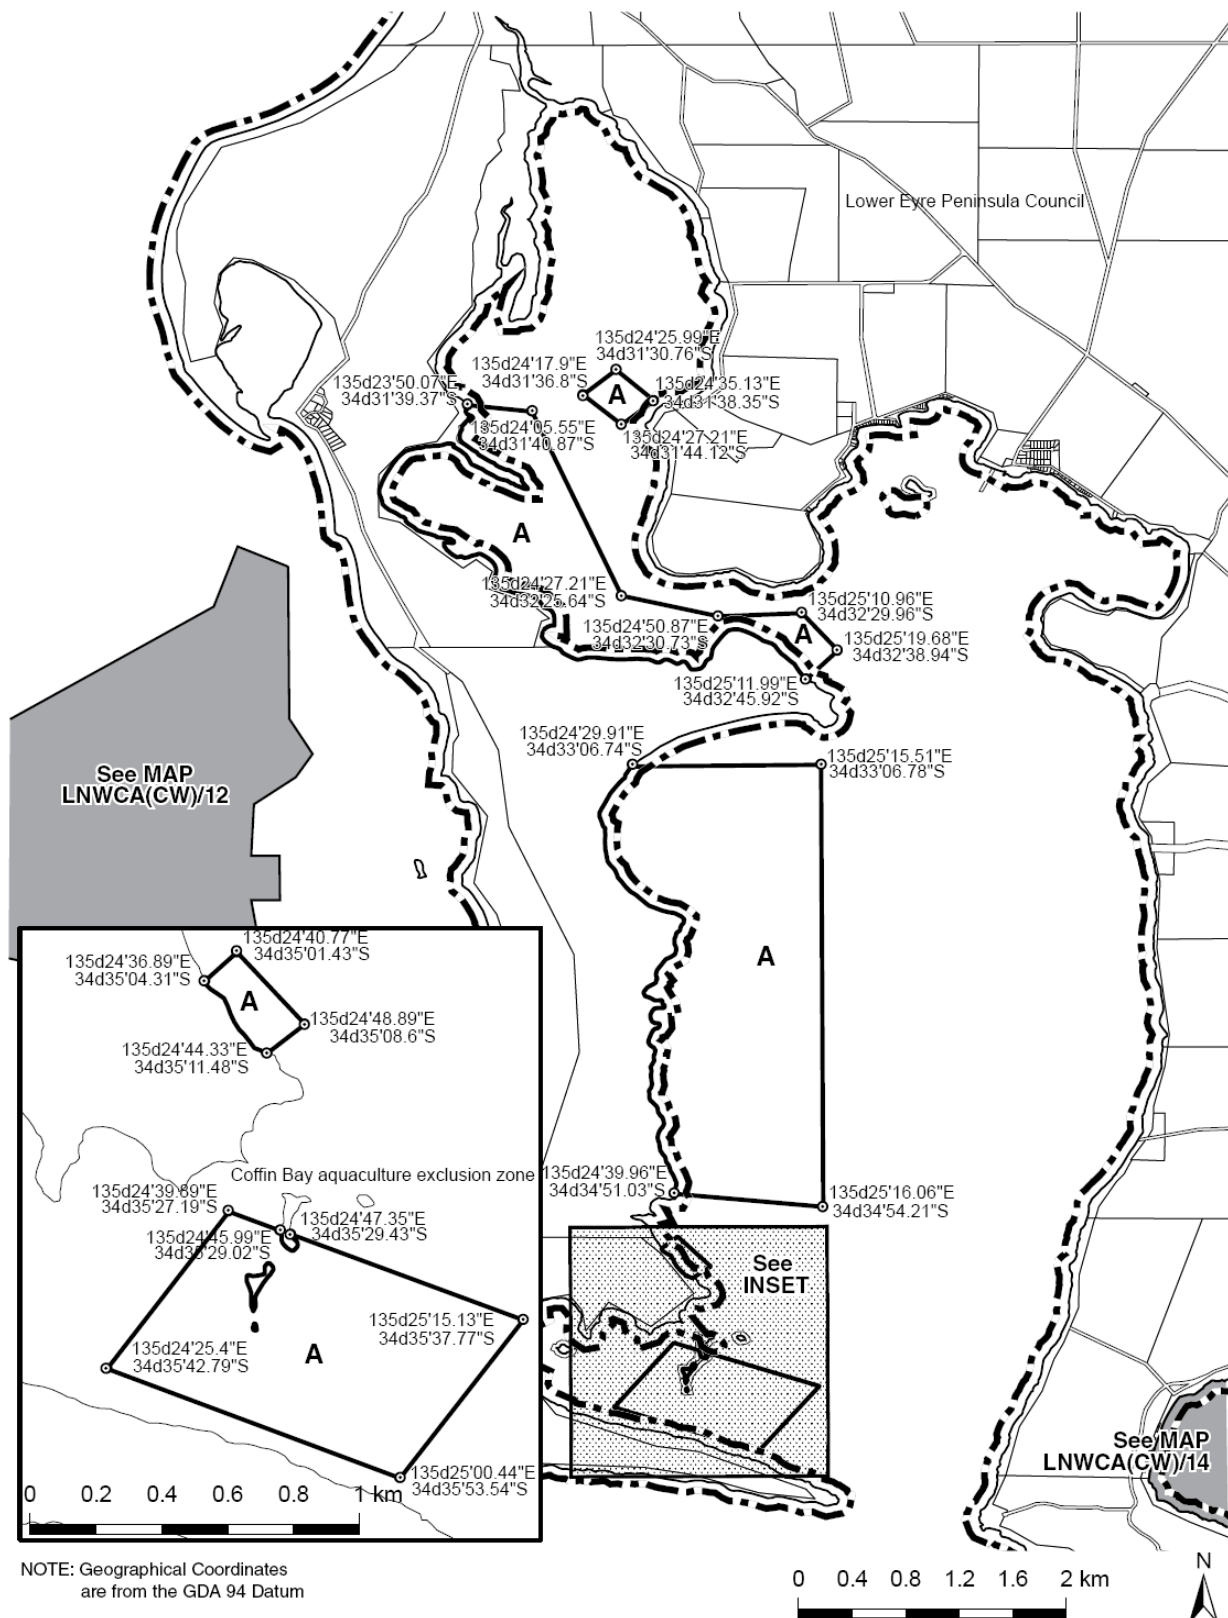 Lower Eyre Peninsula Council
135d24'25.99"E
34d31'30.76"S
135d24'17.9"E
34d31'36.8"S
135d23'50.07"E
34d31'39.37"S
A
135d24'35.13"E
34d31'38.35"S
135d24'05.55"E
34d31'40.87"S
135d24'27.21"E
34d31'44.12"S
A
135d24'27.21"E
34d32'25.64"S
135d25'10.96"E
34d32'29.96"S
135d24'50.87"E
34d32'30.73"S
A
135d25'19.68"E
34d32'38.94"S
135d25'11.99"E
34d32'45.92"S
135d24'29.91"E
34d33'06.74"S
135d25'15.51"E
34d33'06.78"S
See MAP
LNWCA(CW)/12
A
135d24'40.77"E
34d35'01.43"S
135d24'36.89"E
34d35'04.31"S
A
135d24'48.89"E
34d35'08.6"S
135d24'44.33"E
34d35'11.48"S
Coffin Bay aquaculture exclusion zone
135d24'39.96"E
34d34'51.03"S
135d25'16.06"E
34d34'54.21"S
135d24'39.89"E
34d35'27.19"S
135d24'47.35"E
34d35'29.43"S
135d24'45.99"E
34d35'29.02"S
See
INSET
135d25'15.13"E
34d35'37.77"S
135d24'25.4"E
34d35'42.79"S
A
135d25'00.44"E
34d35'53.54"S
See MAP
LNWCA(CW)/14
0 0.2 0.4 0.6 0.8 1 km
NOTE: Geographical Coordinates
are from the GDA 94 Datum
0 0.4 0.8 1.2 1.6 2 km
N